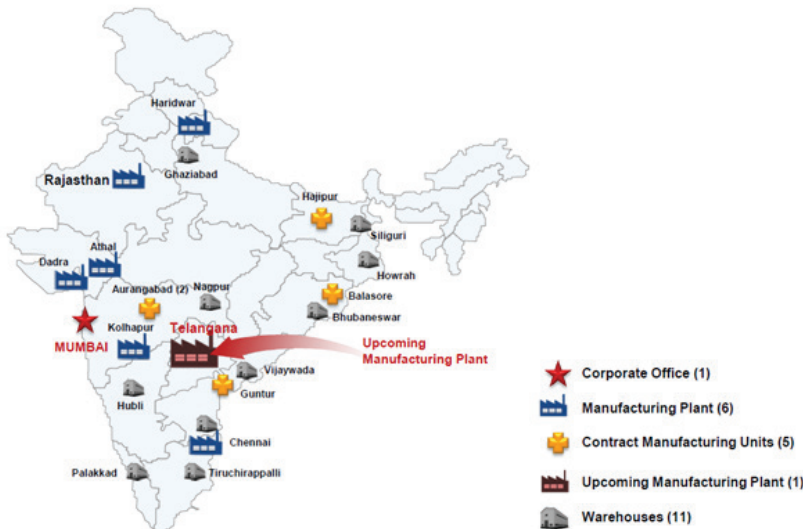 Haridwar
Ghaziabad
Rajasthan
Hajipur
Siliguri
Athal
Dadra
Howrah
Aurangabad (2)
Nagpur
Balasore
Bhubaneswar
MUMBAI
Kolhapur
Telangana
Upcoming
Manufacturing Plant
Vijaywada
Guntur
Hubli
Chennai
Palakkad
Tiruchirappalli
Corporate Office (1)
Manufacturing Plant (6)
Contract Manufacturing Units (5)
Upcoming Manufacturing Plant (1)
Warehouses (11)